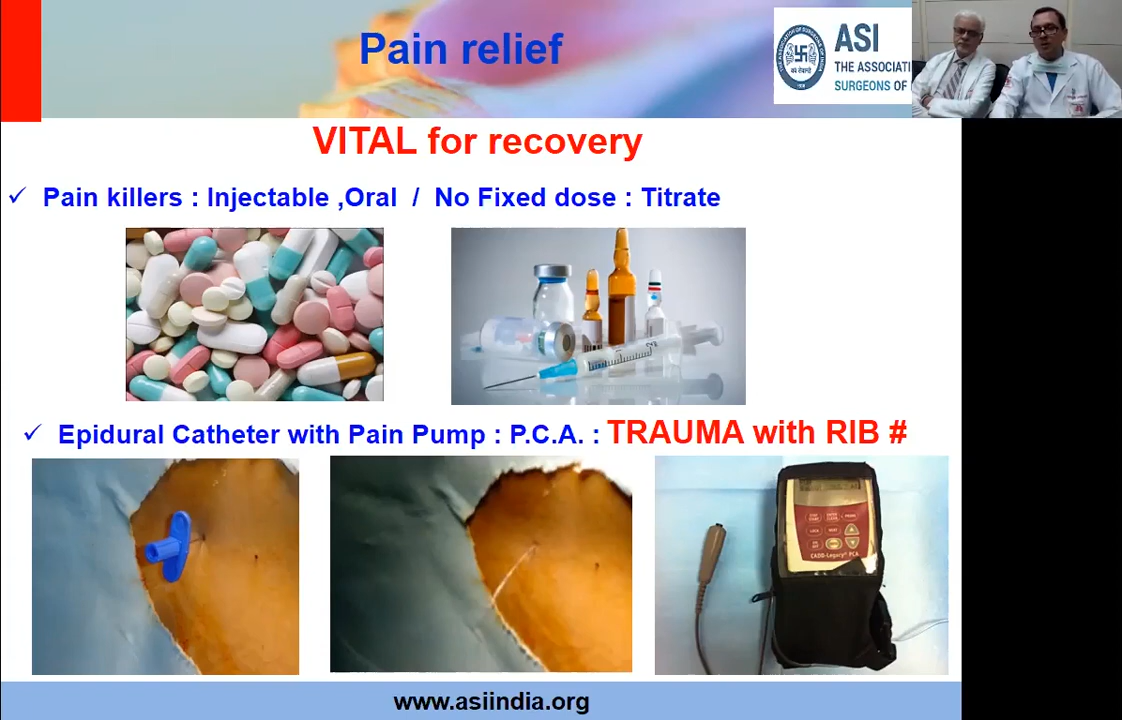 Pain relief
ASI
THE ASSOCIATI
SURGEONS OF
VITAL for recovery
✓ Pain killers : Injectable ,Oral / No Fixed dose : Titrate
✓ Epidural Catheter with Pain Pump : P.C.A. : TRAUMA with RIB #
CADD-Legacy® PCA
www.asiindia.org